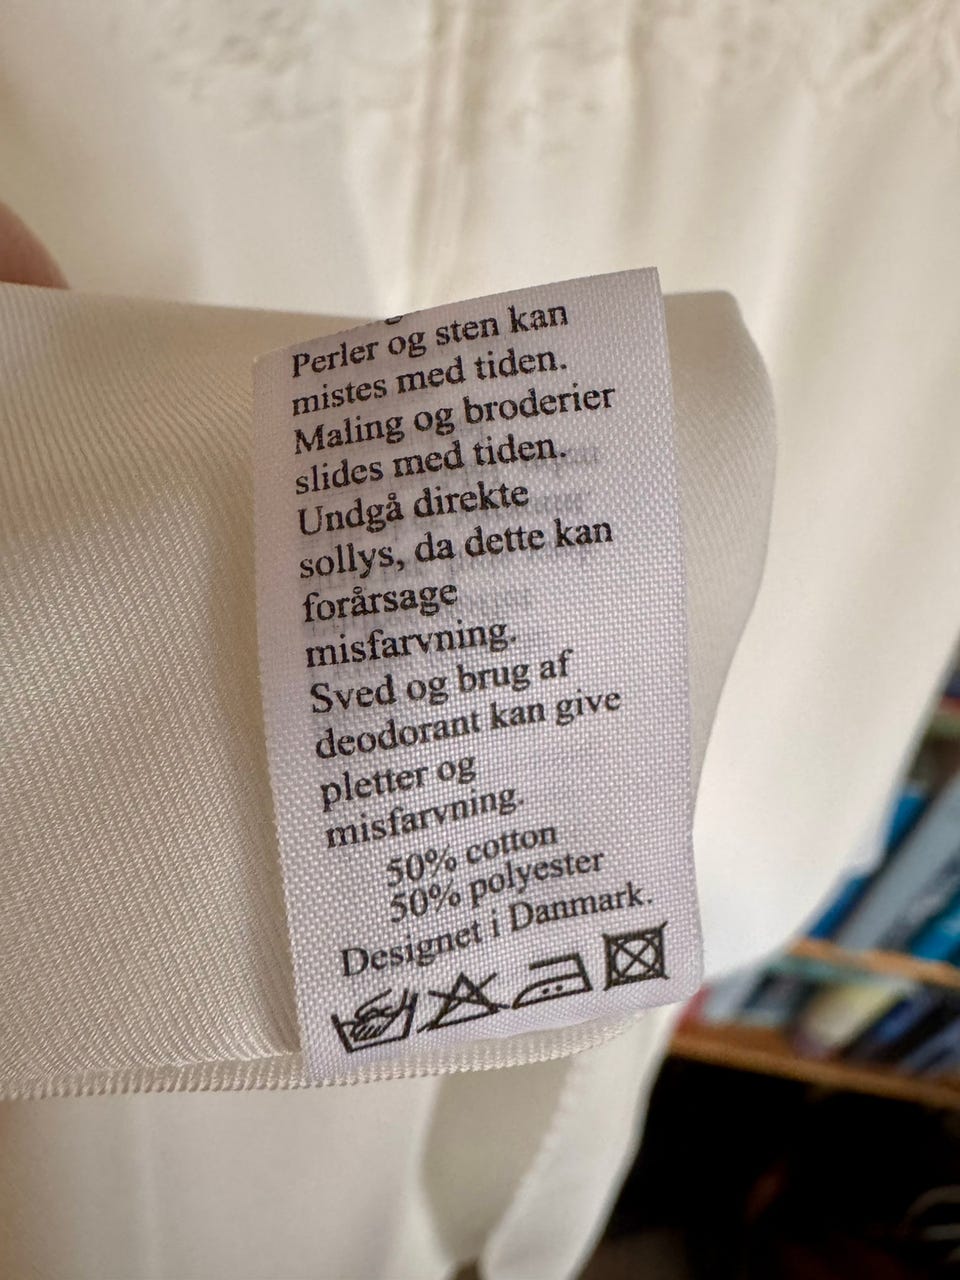 Perler og sten kan
mistes med tiden.
Maling og broderier
slides med tiden.
Undgå direkte
sollys, da dette kan
forårsage
misfarvning.
Sved og brug af
deodorant kan give
pletter og
misfarvning.
50% cotton
50% polyester
Designet i Danmark.